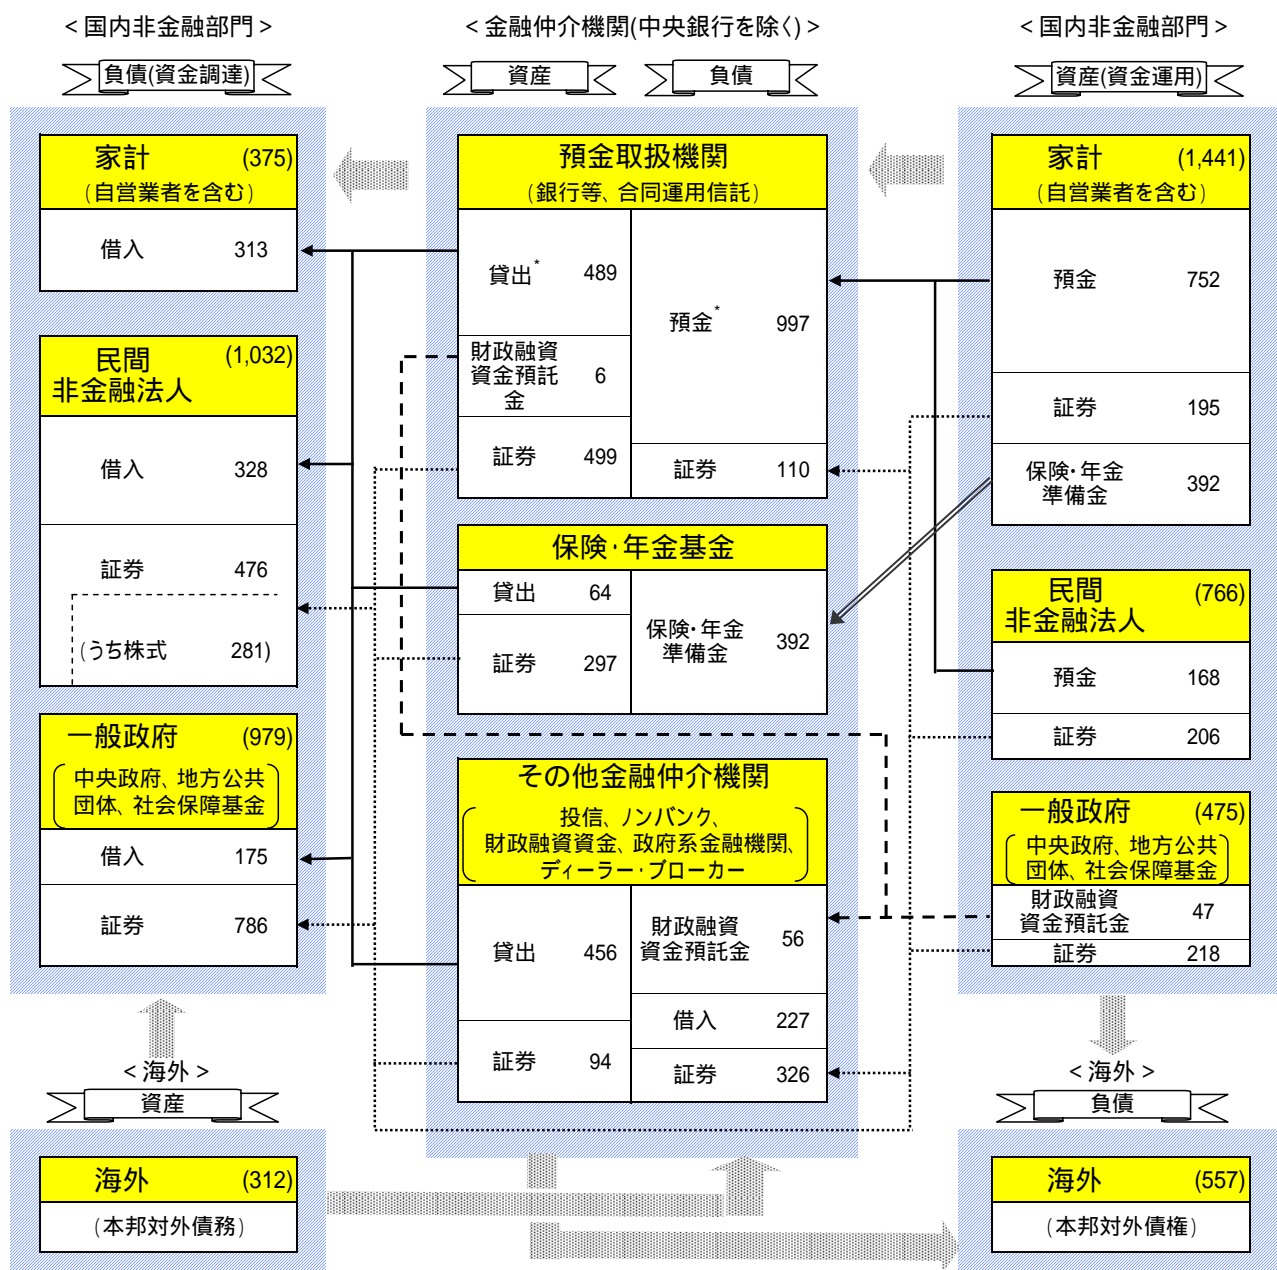 <国内非金融部門>
負債(資金調達)
家計 (375)
(自営業者を含む)
借入 313
民間 (1,032)
非金融法人
借入 328
証券 476
(うち株式 281)
一般政府 (979)
中央政府、地方公共
団体、社会保障基金
借入 175
証券 786
<海外>
資産
海外 (312)
(本邦対外債務)
<金融仲介機関(中央銀行を除く)>
資産
負債
預金取扱機関
(銀行等、合同運用信託)
貸出* 489
財政融資
資金預託 6
金
証券 499
預金* 997
証券 110
保険・年金基金
貸出 64
証券 297
保険・年金
準備金 392
その他金融仲介機関
投信、ノンバンク、
財政融資資金、政府系金融機関、
ディーラー・ブローカー
貸出 456
証券 94
財政融資
資金預託金 56
借入 227
証券 326
<国内非金融部門>
資産(資金運用)
家計 (1,441)
(自営業者を含む)
預金 752
証券 195
保険・年金
準備金 392
民間 (766)
非金融法人
預金 168
証券 206
一般政府 (475)
中央政府、地方公共
団体、社会保障基金
財政融資
資金預託金 47
証券 218
<海外>
負債
海外 (557)
(本邦対外債権)